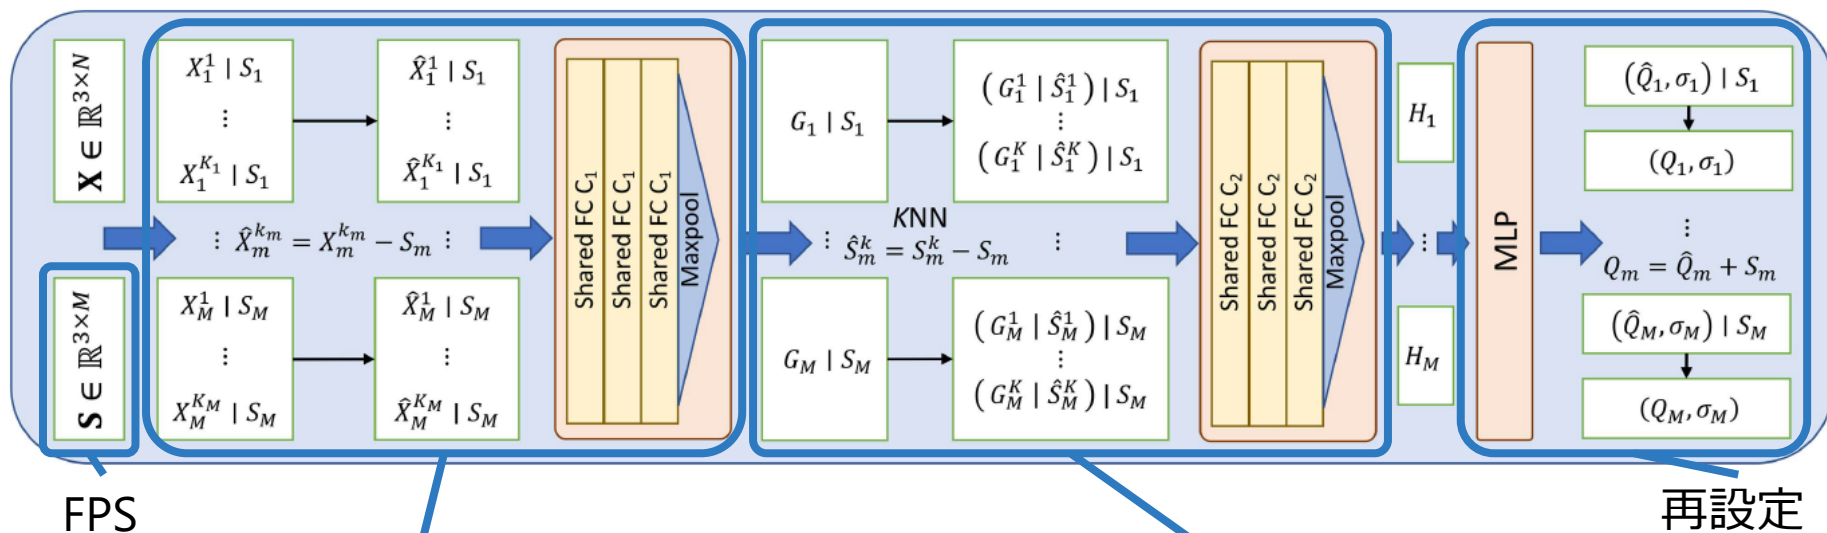 X ∈ ℝ^{3×N}
S ∈ ℝ^{3×M}
FPS
X_1^1 | S_1
⋮
X_1^{K_1} | S_1
X̂_1^1 | S_1
⋮
X̂_1^{K_1} | S_1
⋮ X̂_m^{k_m} = X_m^{k_m} − S_m ⋮
X_M^1 | S_M
⋮
X_M^{K_M} | S_M
X̂_M^1 | S_M
⋮
X̂_M^{K_M} | S_M
Shared FC C_1
Shared FC C_1
Shared FC C_1
Maxpool
G_1 | S_1
(G_1^1 | Ŝ_1^1) | S_1
⋮
(G_1^K | Ŝ_1^K) | S_1
KNN
⋮ Ŝ_m^k = S_m^k − S_m ⋮
G_M | S_M
(G_M^1 | Ŝ_M^1) | S_M
⋮
(G_M^K | Ŝ_M^K) | S_M
Shared FC C_2
Shared FC C_2
Shared FC C_2
Maxpool
H_1
⋮
H_M
MLP
(Q̂_1, σ_1) | S_1
(Q_1, σ_1)
⋮
Q_m = Q̂_m + S_m
(Q̂_M, σ_M) | S_M
(Q_M, σ_M)
再設定